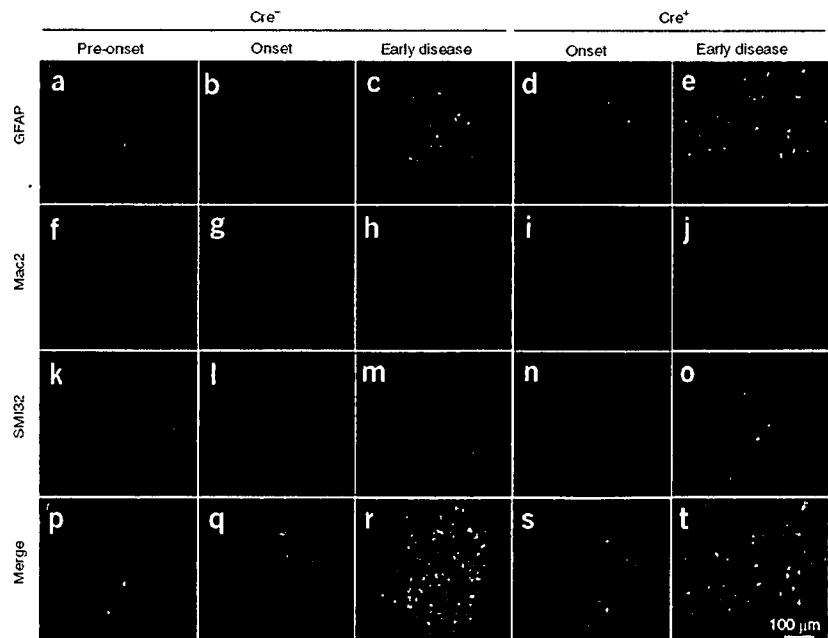 Cre⁻ Cre⁺
Pre-onset Onset Early disease Onset Early disease
GFAP a b c d e
Mac2 f g h i j
SMI32 k l m n o
Merge p q r s t
100 μm